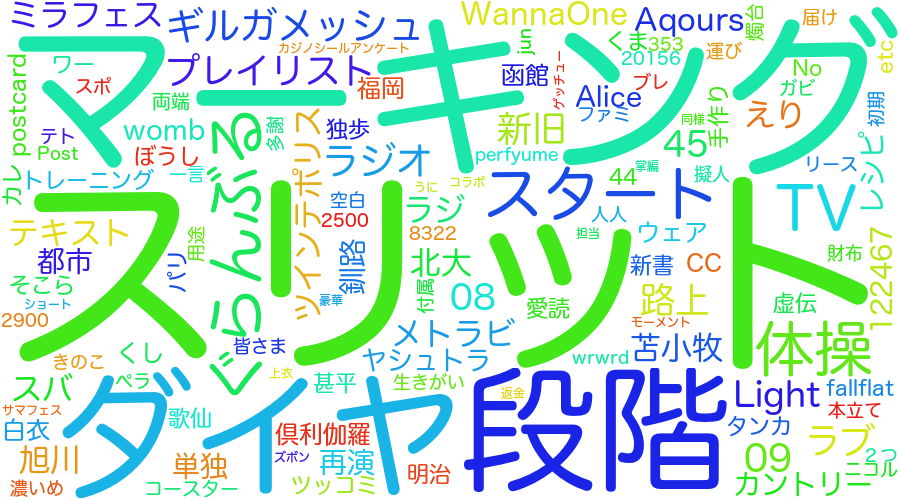 ミラフェス
ギルガメッシュ
カジノシールアンケート
jun
WannaOne
Aqours
燭台
届け
etc
マーキング
ワー
スポ
プレイリスト
福岡
函館
ゲッチュー
くま
353
20156
ブレ
運び
No
ガビ
初期
postcard
両端
Alice
ファミ
同様
手作り
えり
テト
Post
womb
ぼうし
多謝
ツインテポリス
独歩
ラジオ
新旧
perfyume
45
44
掌編
擬人
リース
レシピ
カレ
トレーニング
一言
ぐらんぶる
コラボ
うに
スタート
TV
テキスト
用途
空白
2500
ラジ
8322
人人
担当
ウェア
財布
122467
都市
パリ
釧路
北大
付属
愛読
新書
CC
そこら
ショート
豪華
08
路上
虚伝
スリット
2900
モーメント
メトラビ
ヤシュトラ
苫小牧
体操
きのこ
くし
皆さま
wrwrd
スバ
ペラ
上衣
甚平
生きがい
段階
返金
Light
fallflat
本立て
サマフェス
白衣
ダイヤ
歌仙
倶利伽羅
タンカ
ラブ
2つ
旭川
単独
ズボン
再演
明治
09
ニコル
濃いめ
コースター
ツッコミ
カントリー